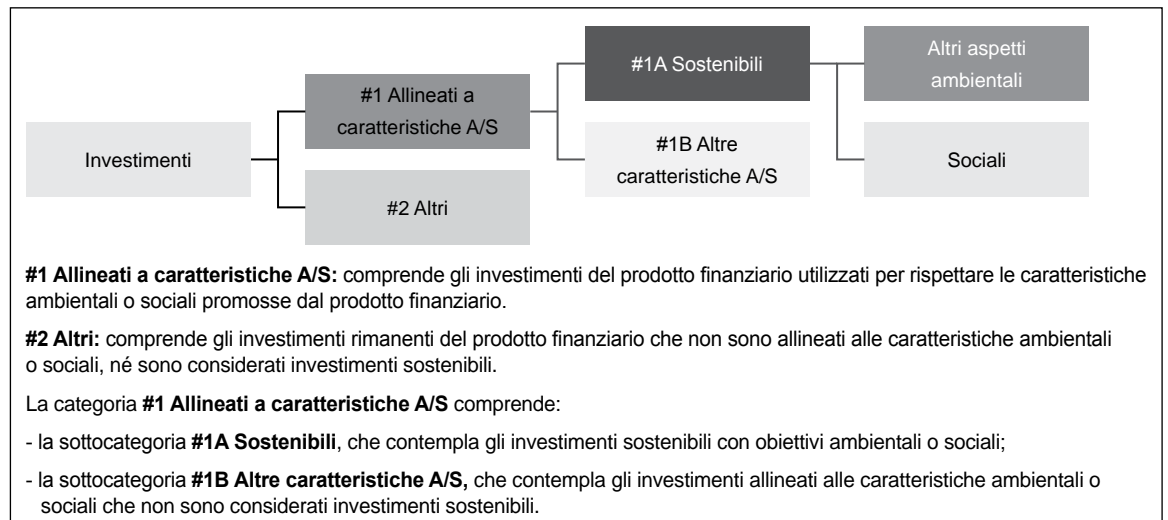 Investimenti
#1 Allineati a
caratteristiche A/S
#2 Altri
#1A Sostenibili
#1B Altre
caratteristiche A/S
Altri aspetti
ambientali
Sociali
#1 Allineati a caratteristiche A/S: comprende gli investimenti del prodotto finanziario utilizzati per rispettare le caratteristiche
ambientali o sociali promosse dal prodotto finanziario.
#2 Altri: comprende gli investimenti rimanenti del prodotto finanziario che non sono allineati alle caratteristiche ambientali
o sociali, né sono considerati investimenti sostenibili.
La categoria #1 Allineati a caratteristiche A/S comprende:
- la sottocategoria #1A Sostenibili, che contempla gli investimenti sostenibili con obiettivi ambientali o sociali;
- la sottocategoria #1B Altre caratteristiche A/S, che contempla gli investimenti allineati alle caratteristiche ambientali o
sociali che non sono considerati investimenti sostenibili.